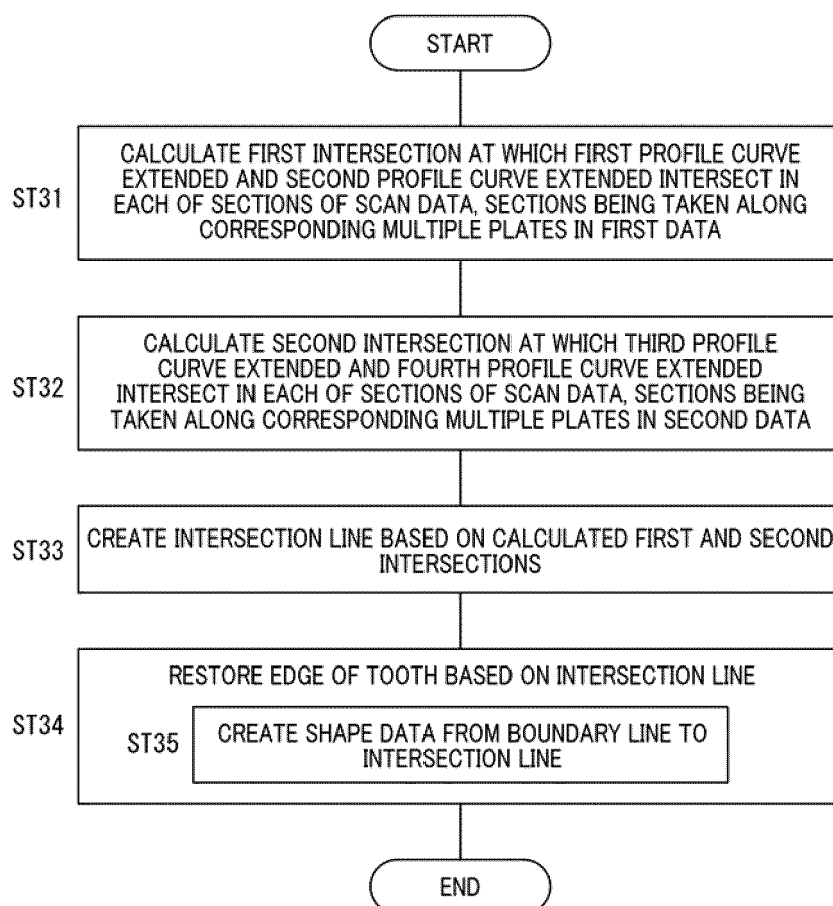 START
ST31
CALCULATE FIRST INTERSECTION AT WHICH FIRST PROFILE CURVE
EXTENDED AND SECOND PROFILE CURVE EXTENDED INTERSECT IN
EACH OF SECTIONS OF SCAN DATA, SECTIONS BEING TAKEN ALONG
CORRESPONDING MULTIPLE PLATES IN FIRST DATA
ST32
CALCULATE SECOND INTERSECTION AT WHICH THIRD PROFILE
CURVE EXTENDED AND FOURTH PROFILE CURVE EXTENDED
INTERSECT IN EACH OF SECTIONS OF SCAN DATA, SECTIONS BEING
TAKEN ALONG CORRESPONDING MULTIPLE PLATES IN SECOND DATA
ST33
CREATE INTERSECTION LINE BASED ON CALCULATED FIRST AND SECOND
INTERSECTIONS
ST34
RESTORE EDGE OF TOOTH BASED ON INTERSECTION LINE
ST35
CREATE SHAPE DATA FROM BOUNDARY LINE TO
INTERSECTION LINE
END